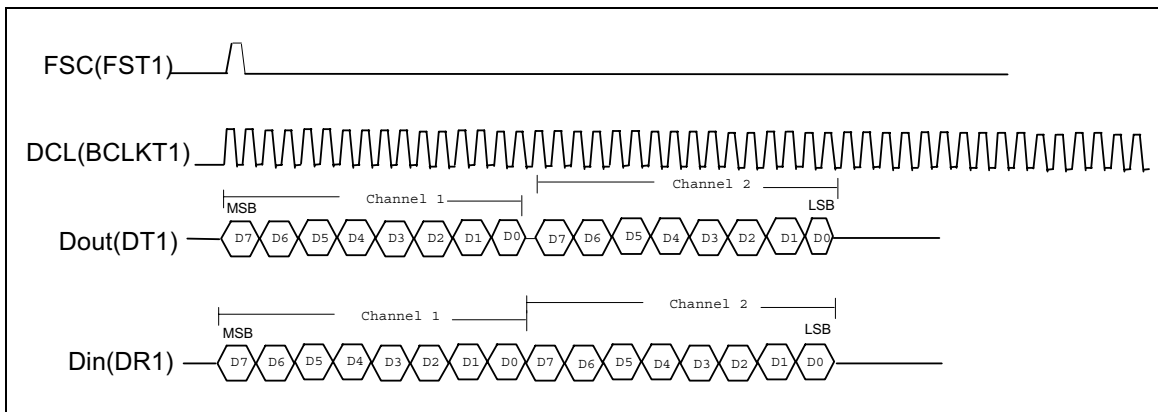 FSC(FST1)
DCL(BCLKT1)
Channel 1 Channel 2
MSB LSB
Dout(DT1) D7 D6 D5 D4 D3 D2 D1 D0 D7 D6 D5 D4 D3 D2 D1 D0
Channel 1 Channel 2
MSB LSB
Din(DR1) D7 D6 D5 D4 D3 D2 D1 D0 D7 D6 D5 D4 D3 D2 D1 D0